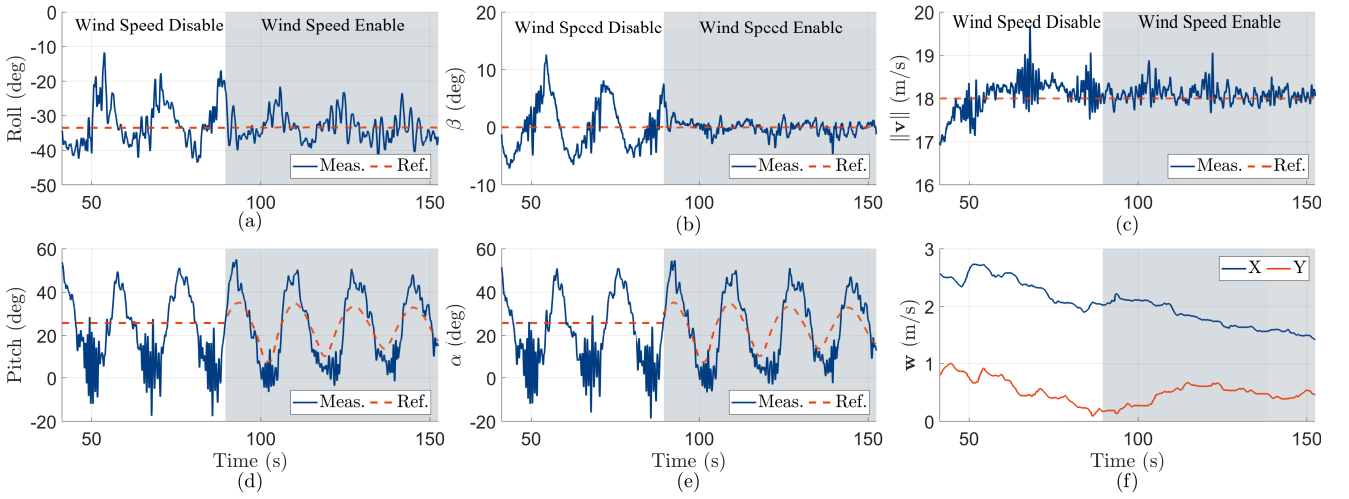 0
-10
-20
-30
-40
-50
Roll (deg)
Wind Speed Disable
Wind Speed Enable
Meas.
Ref.
50
100
150
(a)
20
10
0
-10
β (deg)
Wind Speed Disable
Wind Speed Enable
Meas.
Ref.
50
100
150
(b)
20
19
18
17
16
||v|| (m/s)
Wind Speed Disable
Wind Speed Enable
Meas.
Ref.
50
100
150
(c)
60
40
20
0
-20
Pitch (deg)
Meas.
Ref.
50
100
150
Time (s)
(d)
60
40
20
0
-20
α (deg)
Meas.
Ref.
50
100
150
Time (s)
(e)
3
2
1
0
w (m/s)
X
Y
50
100
150
Time (s)
(f)